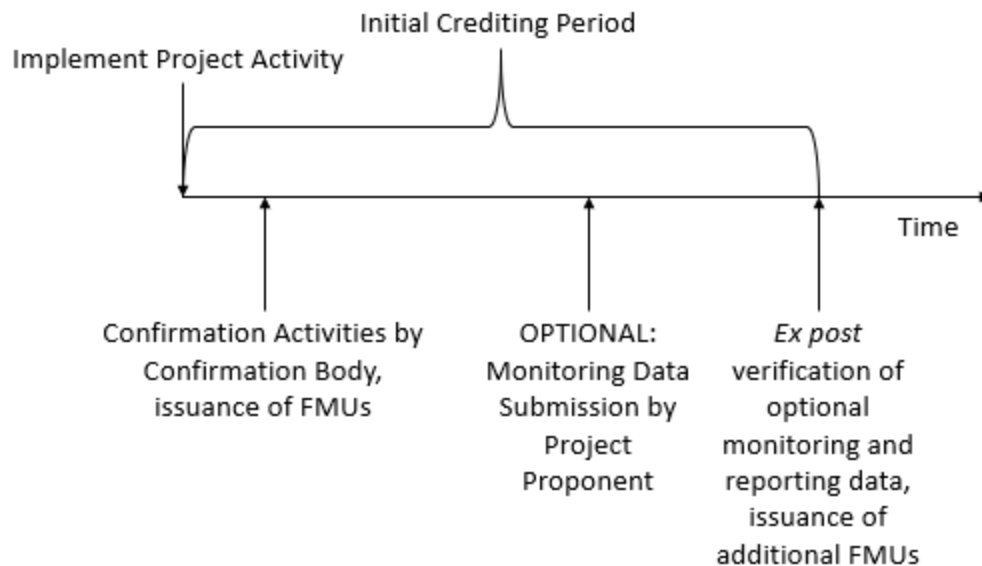 Initial Crediting Period
Implement Project Activity
Time
Confirmation Activities by
Confirmation Body,
issuance of FMUs
OPTIONAL:
Monitoring Data
Submission by
Project
Proponent
Ex post
verification of
optional
monitoring and
reporting data,
issuance of
additional FMUs